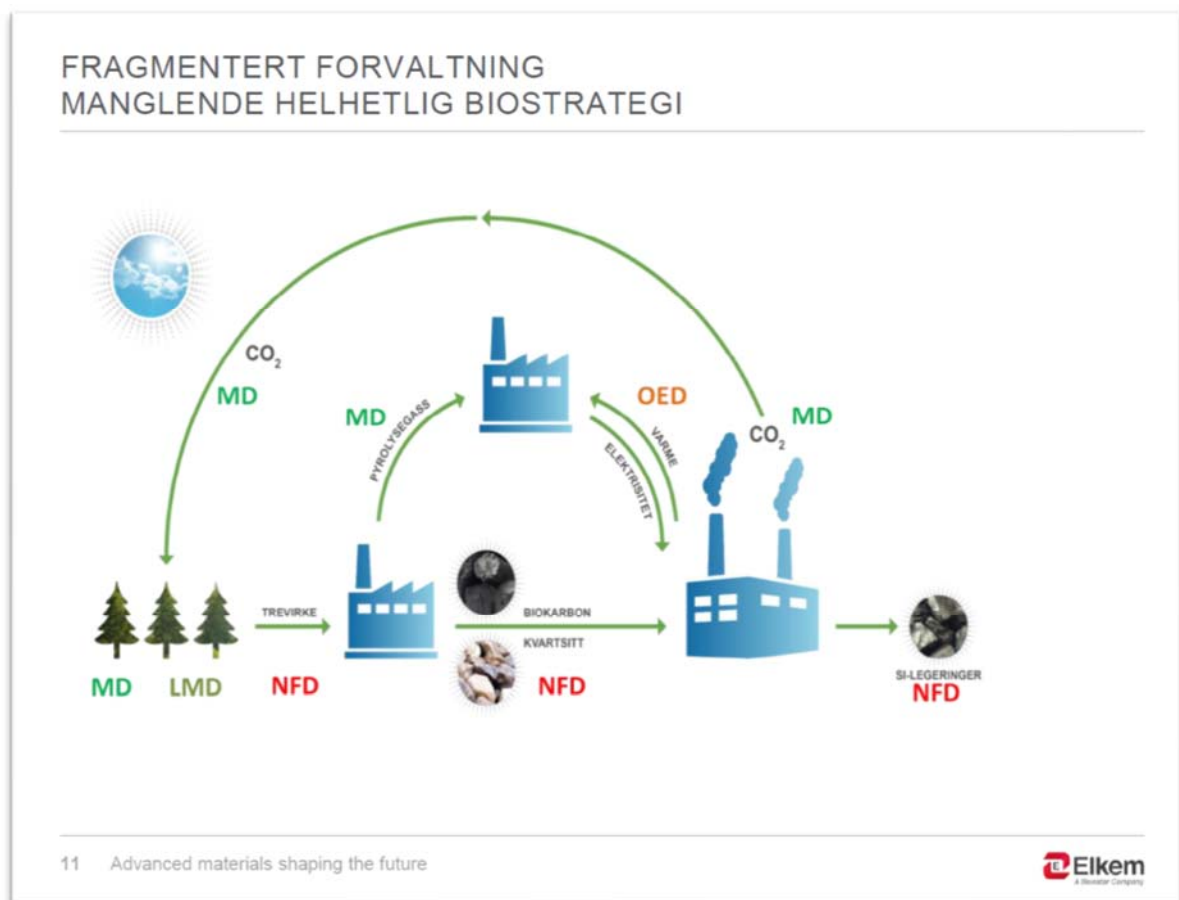 FRAGMENTERT FORVALTNING
MANGLENDE HELHETLIG BIOSTRATEGI
CO2
MD
MD
PYROLYSEGASS
OED
VARME
ELEKTRISITET
CO2
MD
TREVIRKE
BIOKARBON
KVARTSITT
MD
LMD
NFD
NFD
SI-LEGERINGER
NFD
11 Advanced materials shaping the future
Elkem
A Bluestar Company